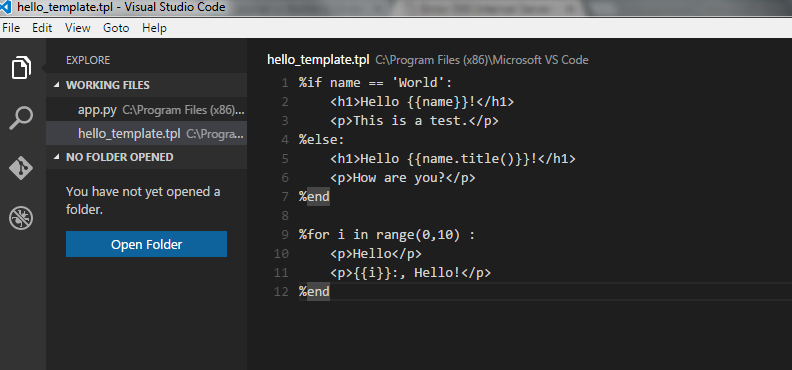 hello_template.tpl - Visual Studio Code
File Edit View Goto Help
EXPLORE
WORKING FILES
app.py C:\Program Files (x86)...
hello_template.tpl C:\Progra...
NO FOLDER OPENED
You have not yet opened a
folder.
Open Folder
hello_template.tpl C:\Program Files (x86)\Microsoft VS Code
1 %if name == 'World':
2 <h1>Hello {{name}}!</h1>
3 <p>This is a test.</p>
4 %else:
5 <h1>Hello {{name.title()}}!</h1>
6 <p>How are you?</p>
7 %end
8
9 %for i in range(0,10) :
10 <p>Hello</p>
11 <p>{{i}}:, Hello!</p>
12 %end